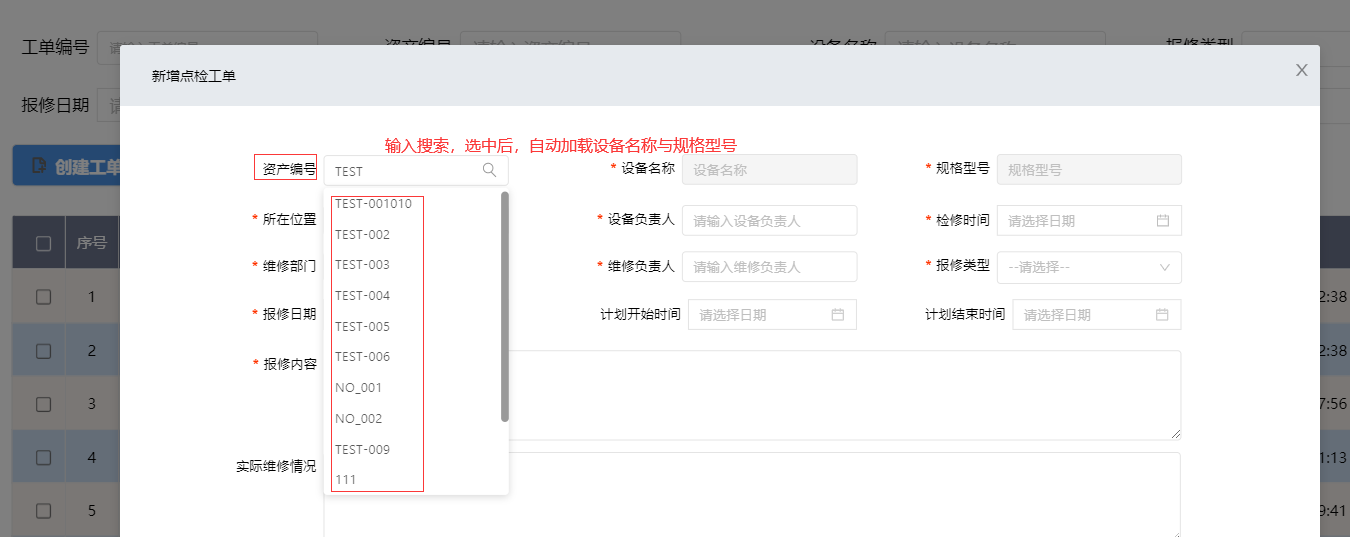 工单编号
资产编号
设备名称
报修类型
报修日期
创建工单
新增点检工单
输入搜索，选中后，自动加载设备名称与规格型号
资产编号 TEST
* 设备名称 设备名称
* 规格型号 规格型号
* 所在位置
* 设备负责人 请输入设备负责人
* 检修时间 请选择日期
* 维修部门
* 维修负责人 请输入维修负责人
* 报修类型 --请选择--
* 报修日期
计划开始时间 请选择日期
计划结束时间 请选择日期
* 报修内容
实际维修情况
TEST-001010
TEST-002
TEST-003
TEST-004
TEST-005
TEST-006
NO_001
NO_002
TEST-009
111
序号
1 2:38
2 2:38
3 7:56
4 1:13
5 9:41